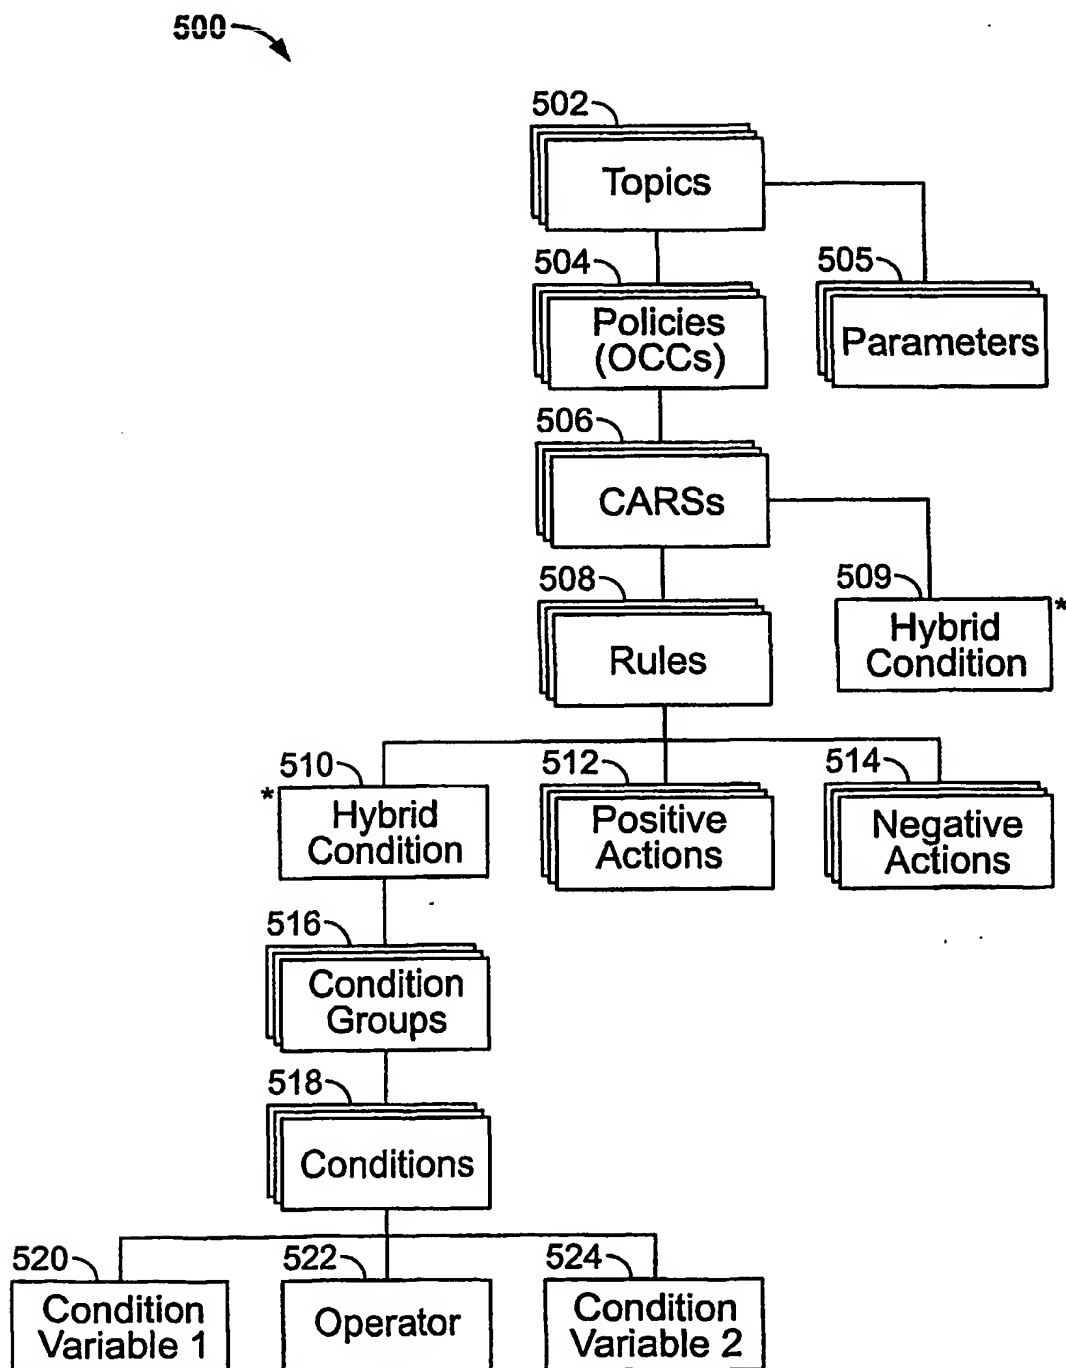 500
502
Topics
504
505
Policies
(OCCs)
Parameters
506
CARSs
508
509
Rules
Hybrid
Condition
*
510
512
514
*
Hybrid
Condition
Positive
Actions
Negative
Actions
516
Condition
Groups
518
Conditions
520
522
524
Condition
Variable 1
Operator
Condition
Variable 2